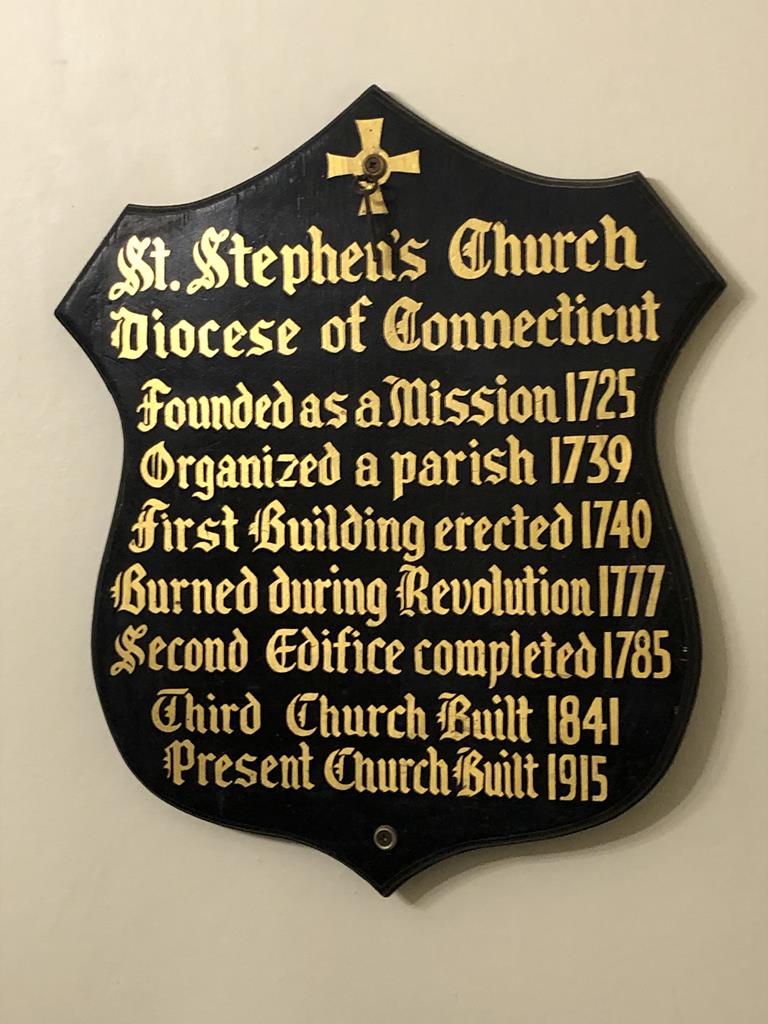 St. Stephen's Church
Diocese of Connecticut
Founded as a Mission 1725
Organized a parish 1739
First Building erected 1740
Burned during Revolution 1777
Second Edifice completed 1785
Third Church Built 1841
Present Church Built 1915